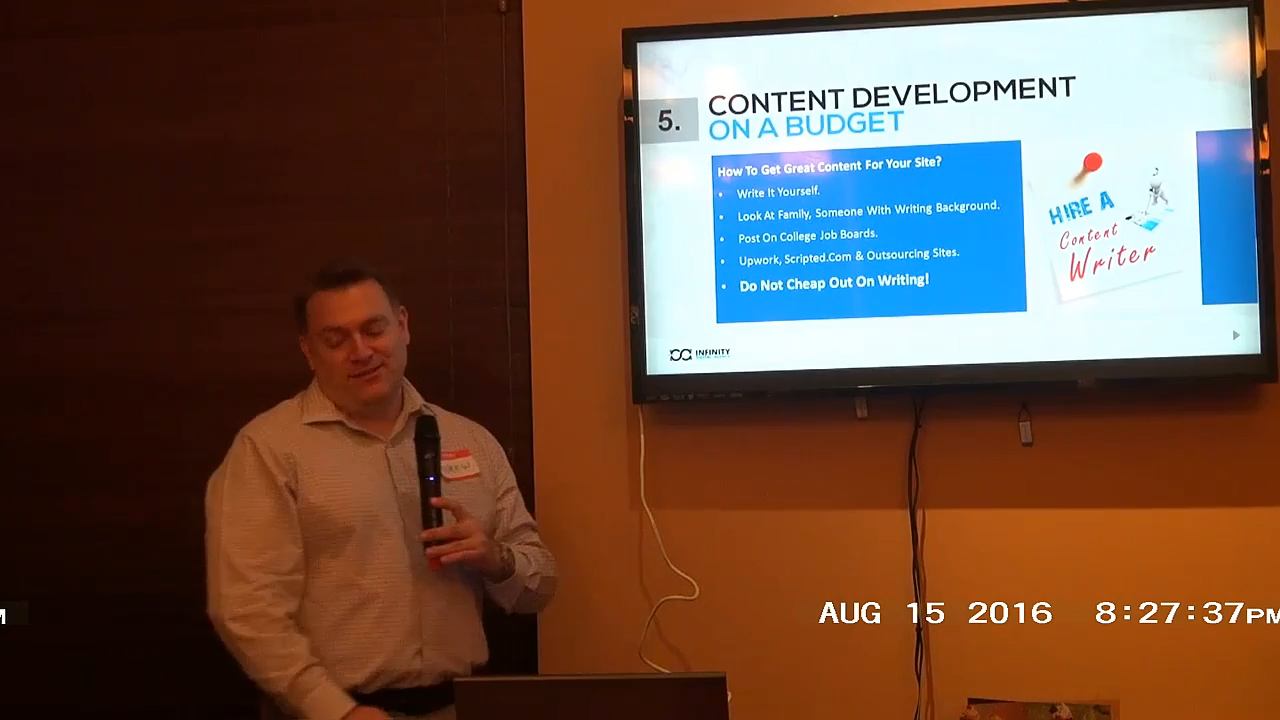 5.
CONTENT DEVELOPMENT
ON A BUDGET
How To Get Great Content For Your Site?
• Write It Yourself.
• Look At Family, Someone With Writing Background.
• Post On College Job Boards.
• Upwork, Scripted.Com & Outsourcing Sites.
• Do Not Cheap Out On Writing!
HIRE A
Content
Writer
INFINITY
M
AUG 15 2016 8:27:37PM